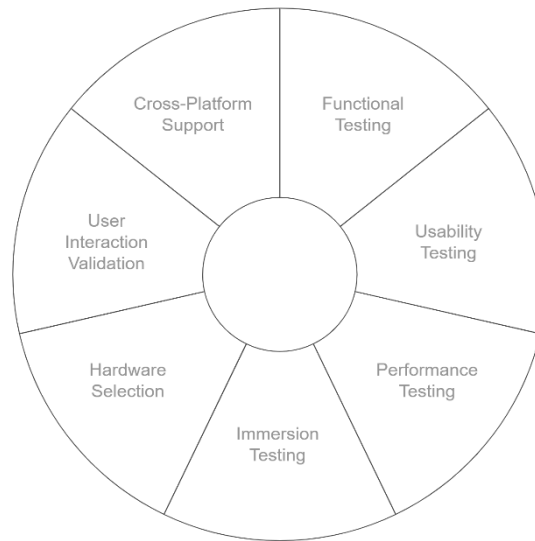 Cross-Platform
Support
Functional
Testing
User
Interaction
Validation
Usability
Testing
Hardware
Selection
Performance
Testing
Immersion
Testing